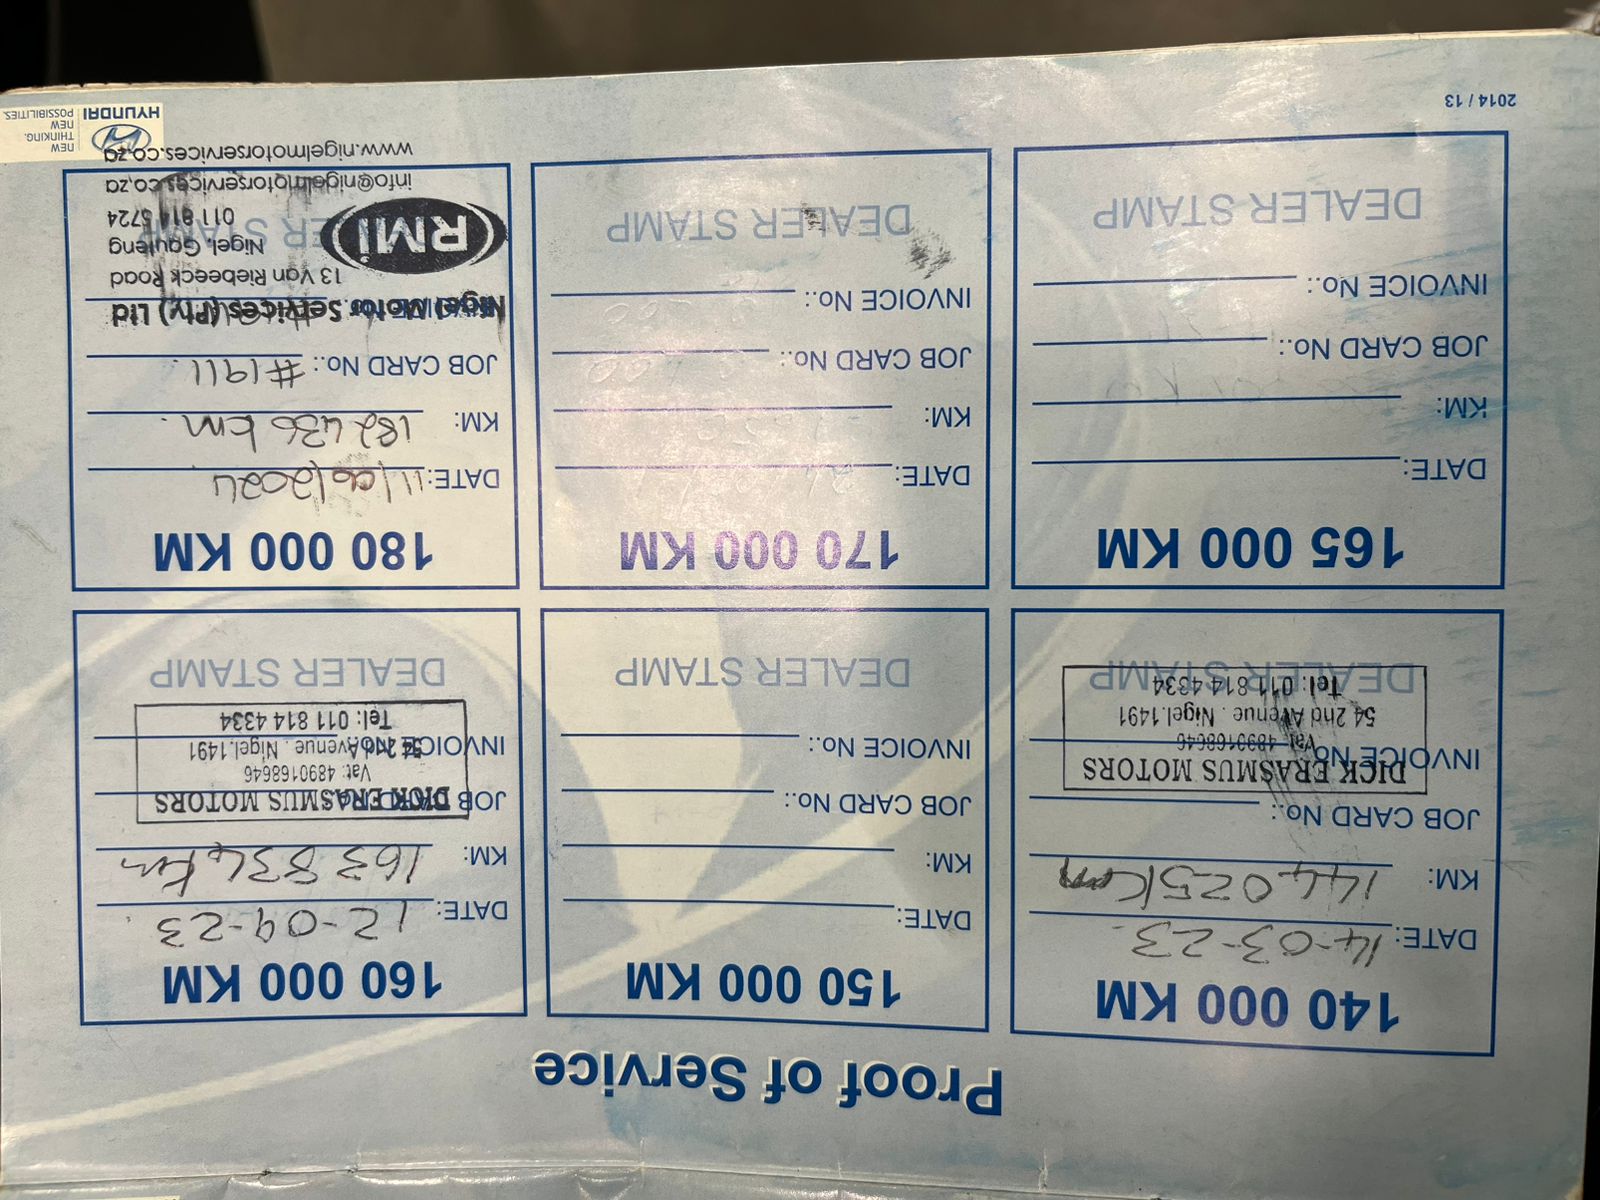 Proof of Service
140 000 KM
DATE: 14-03-23
KM: 144 025 Km
JOB CARD No.:
INVOICE No.:
DEALER STAMP
DICK ERASMUS MOTORS
Vat: 4890168646
54 2nd Avenue . Nigel.1491
Tel: 011 814 4334
150 000 KM
DATE:
KM:
JOB CARD No.:
INVOICE No.:
DEALER STAMP
160 000 KM
DATE: 12-09-23
KM: 163 834 km
JOB CARD No.:
INVOICE No.:
DEALER STAMP
DICK ERASMUS MOTORS
Vat: 4890168646
54 2nd Avenue . Nigel.1491
Tel: 011 814 4334
165 000 KM
DATE:
KM:
JOB CARD No.:
INVOICE No.:
DEALER STAMP
170 000 KM
DATE:
KM:
JOB CARD No.:
INVOICE No.:
DEALER STAMP
180 000 KM
DATE: 11/06/2024
KM: 182 436 km.
JOB CARD No.: #1911
INVOICE No.:
DEALER STAMP
Nigel Motor Services (Pty) Ltd
13 Van Riebeeck Road
Nigel, Gauteng
011 814 5724
info@nigelmotorservices.co.za
www.nigelmotorservices.co.za
RMi
2014 / 13
HYUNDAI
NEW
THINKING.
NEW
POSSIBILITIES.